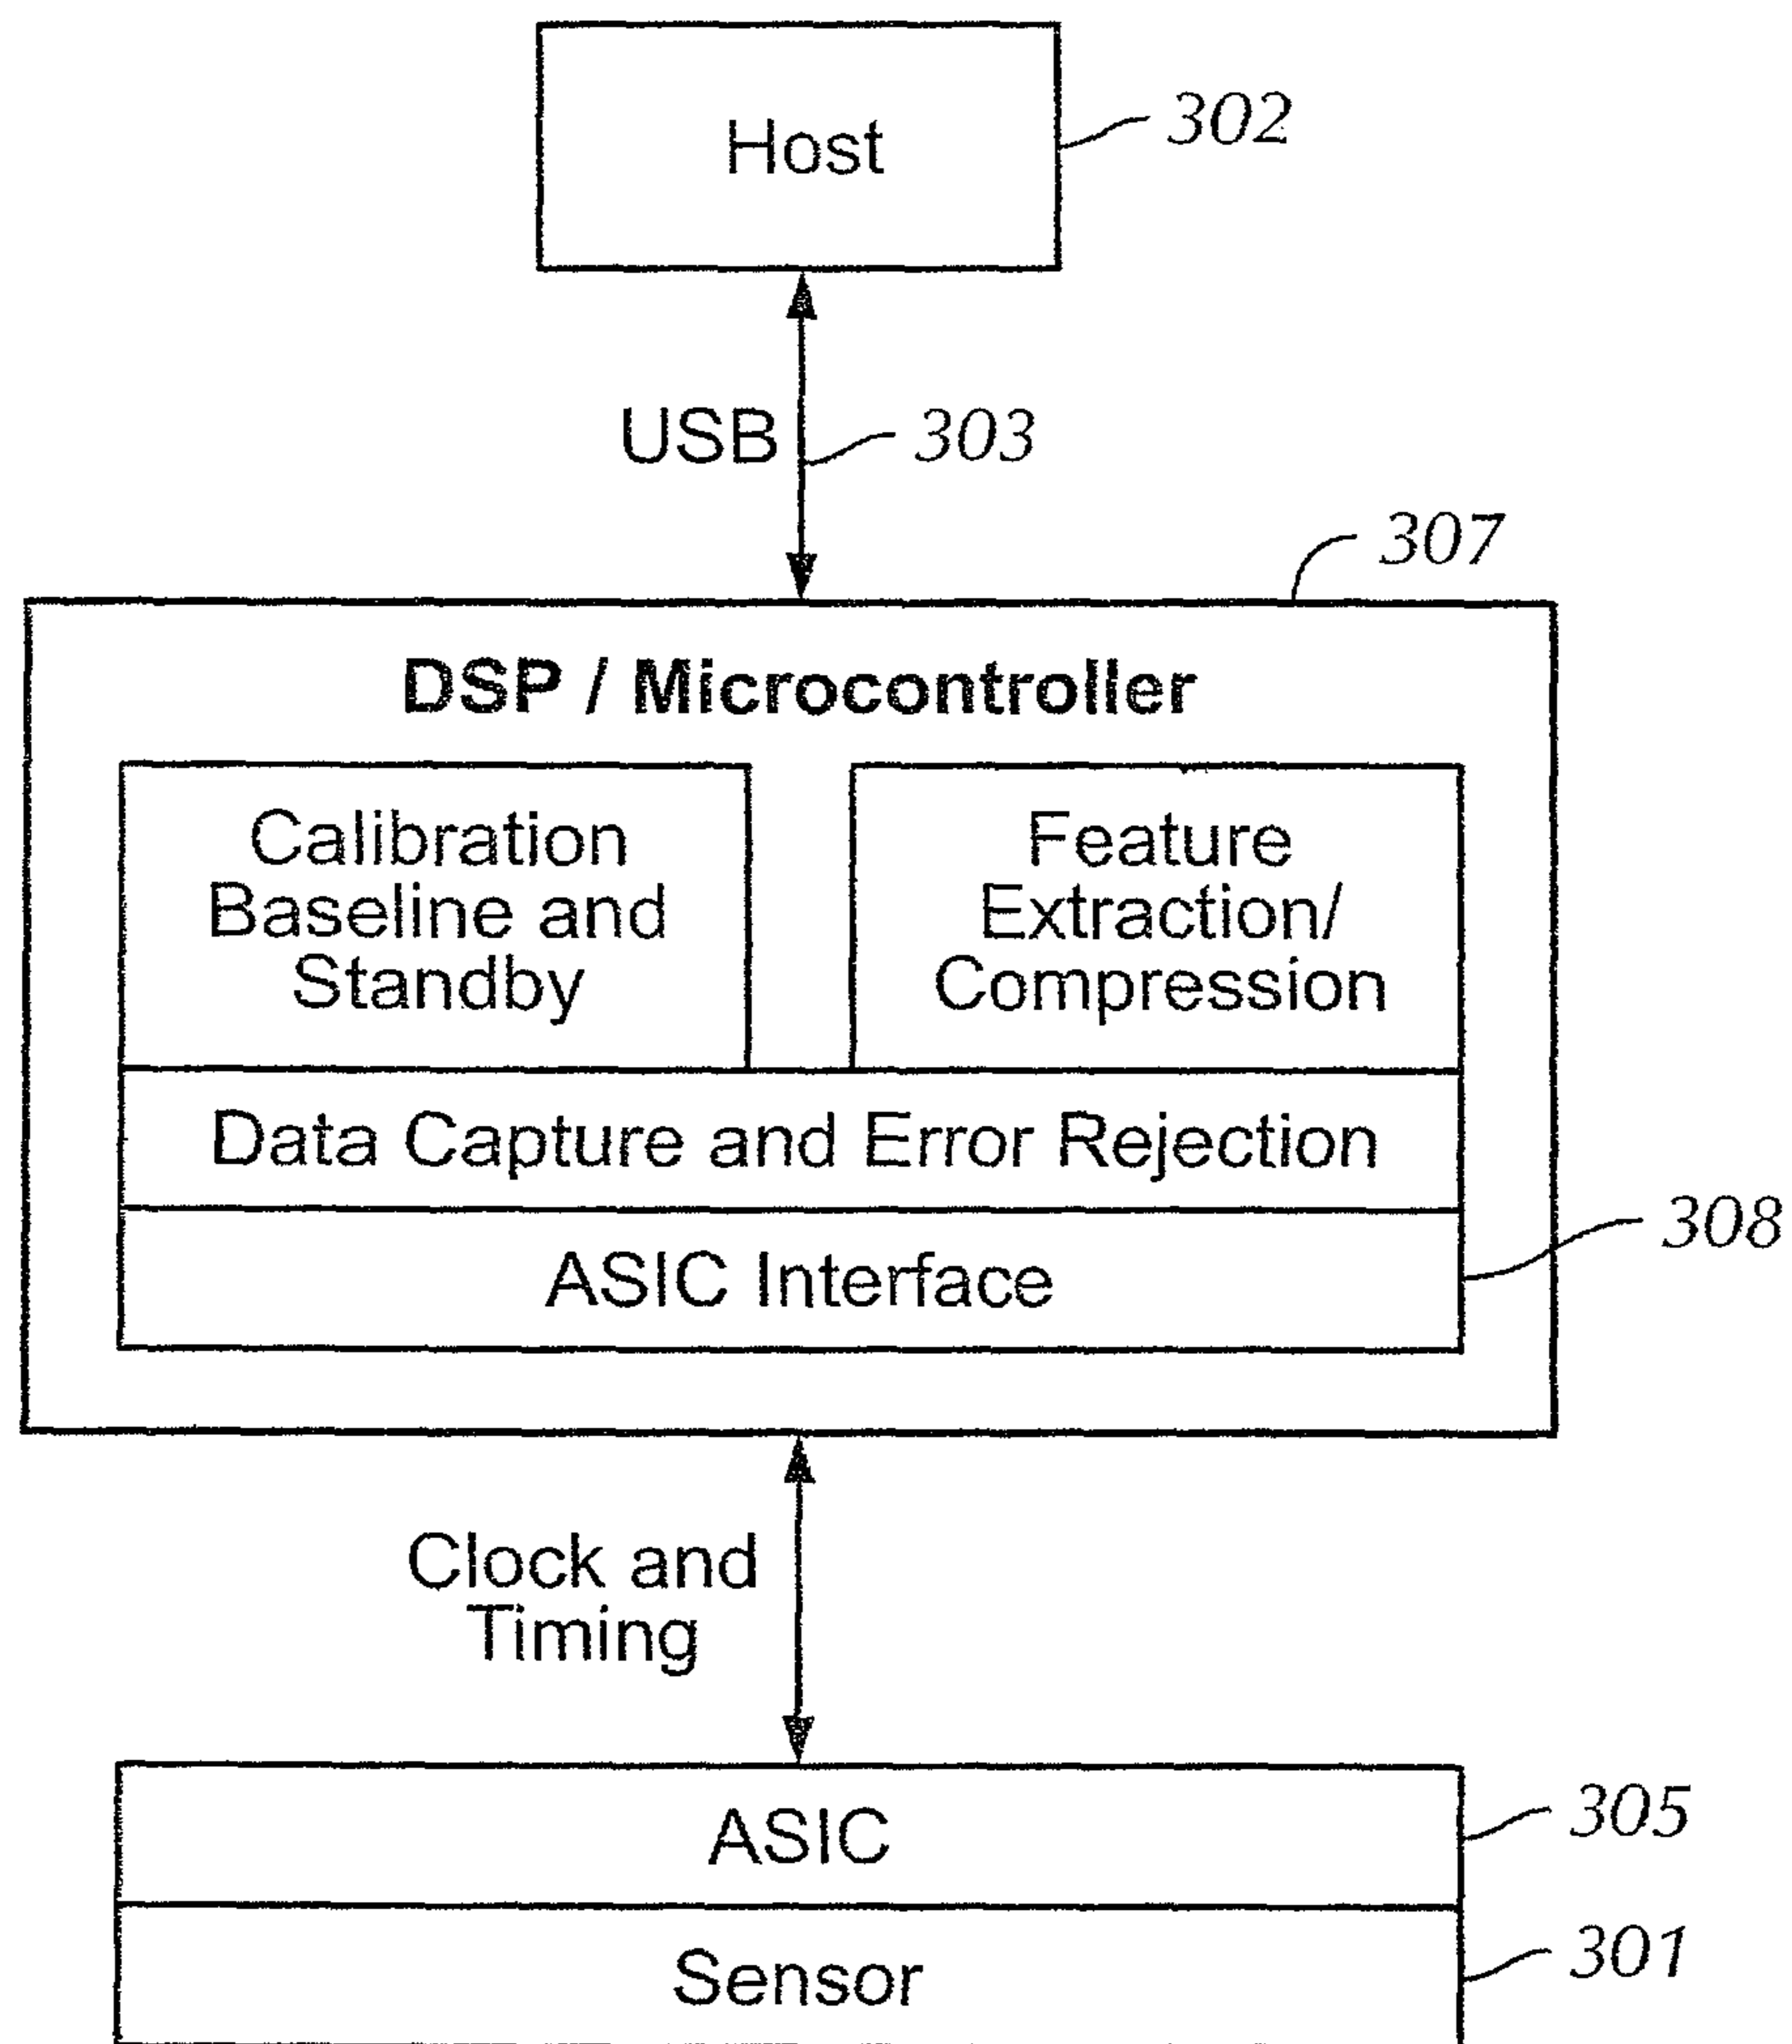 Host
302
USB
303
307
DSP / Microcontroller
Calibration
Baseline and
Standby
Feature
Extraction/
Compression
Data Capture and Error Rejection
ASIC Interface
308
Clock and
Timing
ASIC
305
Sensor
301